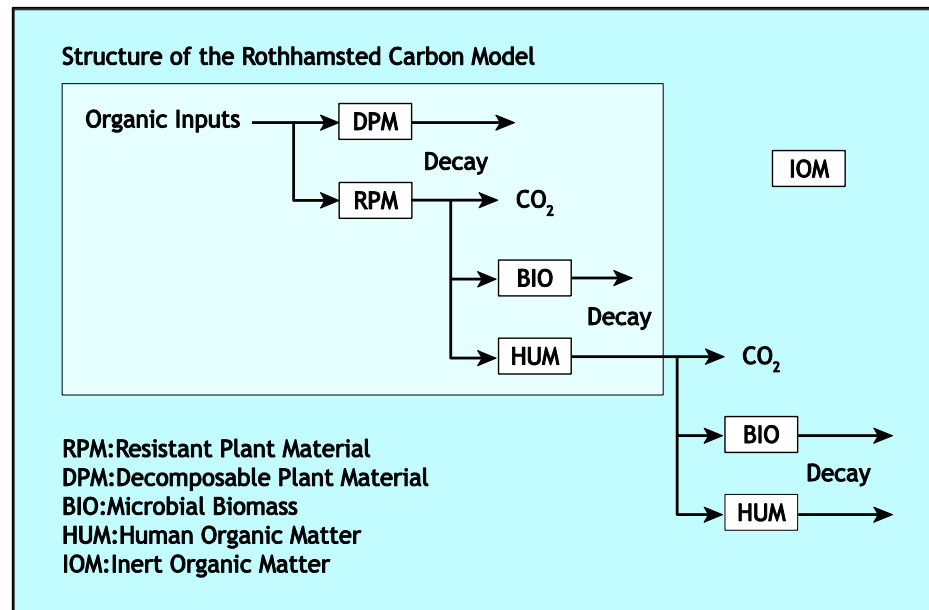 Structure of the Rothhamsted Carbon Model
Organic Inputs
DPM
Decay
IOM
RPM
CO₂
BIO
Decay
HUM
CO₂
BIO
Decay
HUM
RPM:Resistant Plant Material
DPM:Decomposable Plant Material
BIO:Microbial Biomass
HUM:Human Organic Matter
IOM:Inert Organic Matter